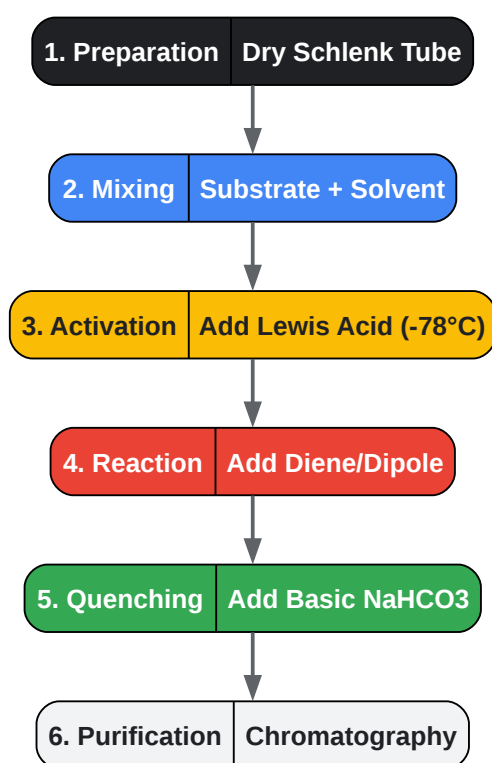 1. Preparation Dry Schlenk Tube
2. Mixing Substrate + Solvent
3. Activation Add Lewis Acid (-78°C)
4. Reaction Add Diene/Dipole
5. Quenching Add Basic NaHCO3
6. Purification Chromatography